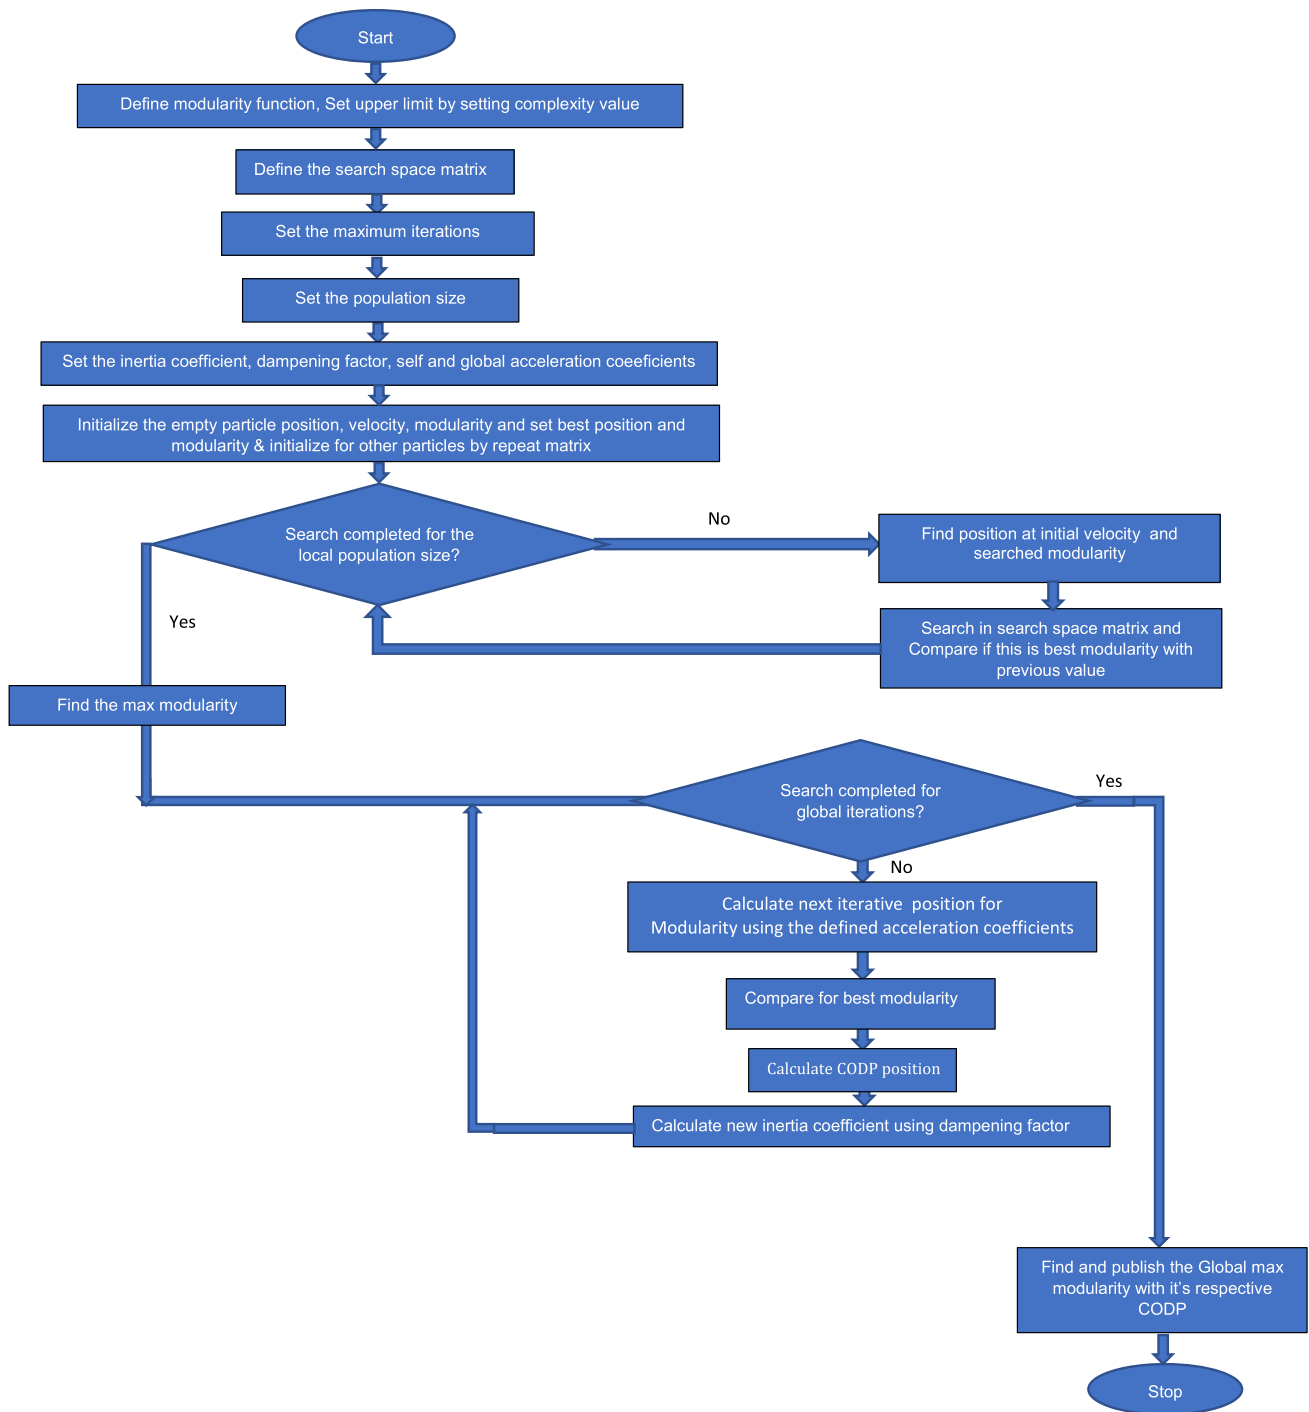 Start
Define modularity function, Set upper limit by setting complexity value
Define the search space matrix
Set the maximum iterations
Set the population size
Set the inertia coefficient, dampening factor, self and global acceleration coeeficients
Initialize the empty particle position, velocity, modularity and set best position and
modularity & initialize for other particles by repeat matrix
Search completed for the
local population size?
No
Find position at initial velocity and
searched modularity
Yes
Search in search space matrix and
Compare if this is best modularity with
previous value
Find the max modularity
Search completed for
global iterations?
Yes
No
Calculate next iterative position for
Modularity using the defined acceleration coefficients
Compare for best modularity
Calculate CODP position
Calculate new inertia coefficient using dampening factor
Find and publish the Global max
modularity with it's respective
CODP
Stop